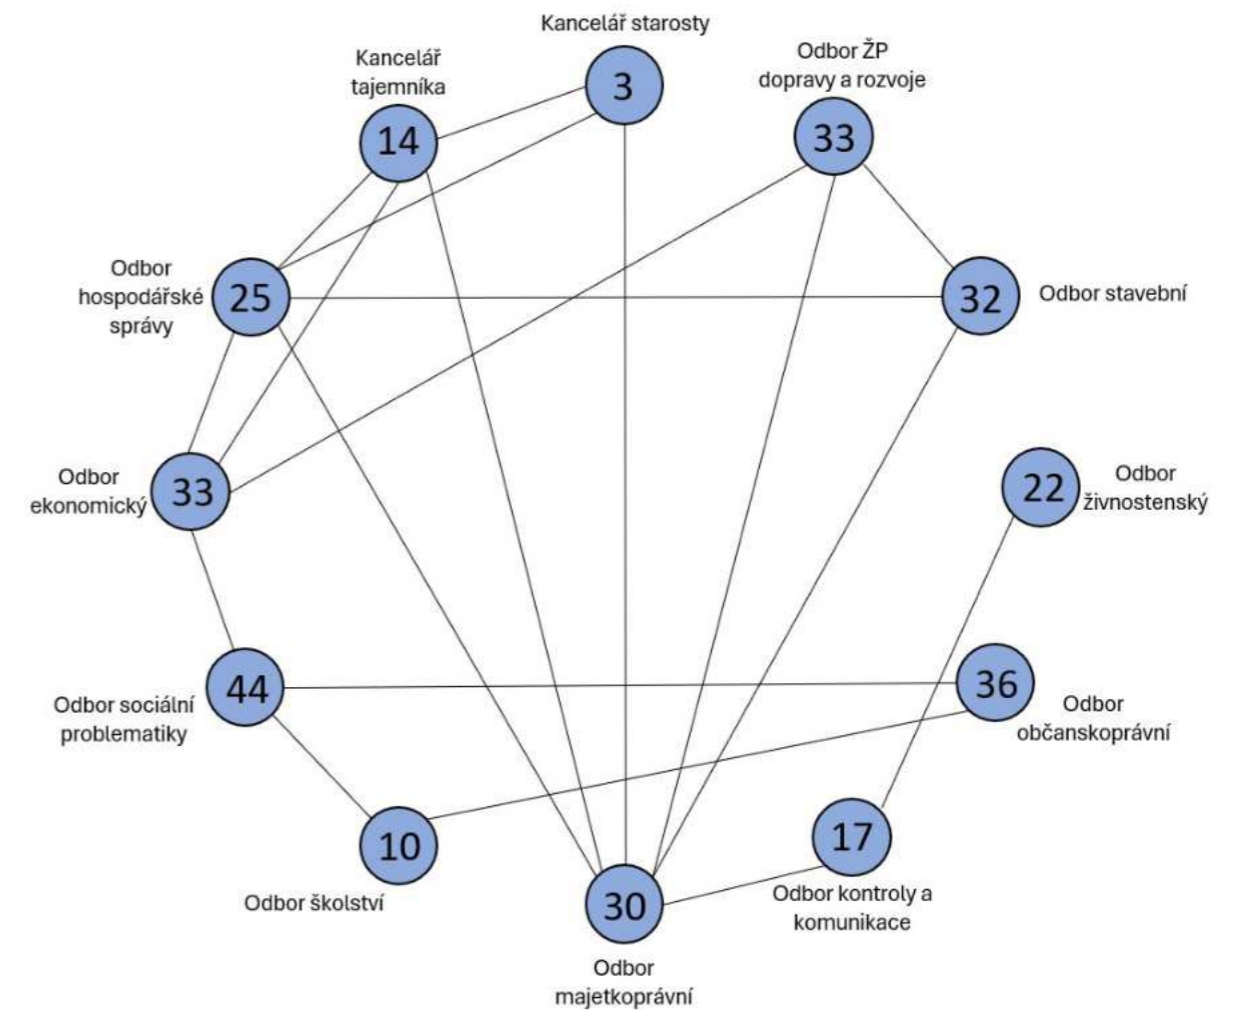 Kancelář starosty
3
Kancelář
tajemníka
14
Odbor ŽP
dopravy a rozvoje
33
Odbor
hospodářské
správy
25
32
Odbor stavební
Odbor
ekonomický
33
22
Odbor
živnostenský
44
Odbor sociální
problematiky
36
Odbor
občanskoprávní
10
Odbor školství
17
Odbor kontroly a
komunikace
30
Odbor
majetkoprávní